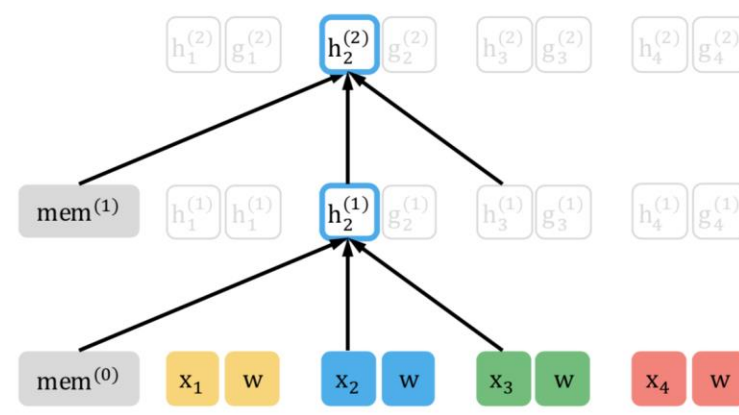 h₁⁽²⁾ g₁⁽²⁾ h₂⁽²⁾ g₂⁽²⁾ h₃⁽²⁾ g₃⁽²⁾ h₄⁽²⁾ g₄⁽²⁾
mem⁽¹⁾ h₁⁽¹⁾ h₁⁽¹⁾ h₂⁽¹⁾ g₂⁽¹⁾ h₃⁽¹⁾ g₃⁽¹⁾ h₄⁽¹⁾ g₄⁽¹⁾
mem⁽⁰⁾ x₁ w x₂ w x₃ w x₄ w